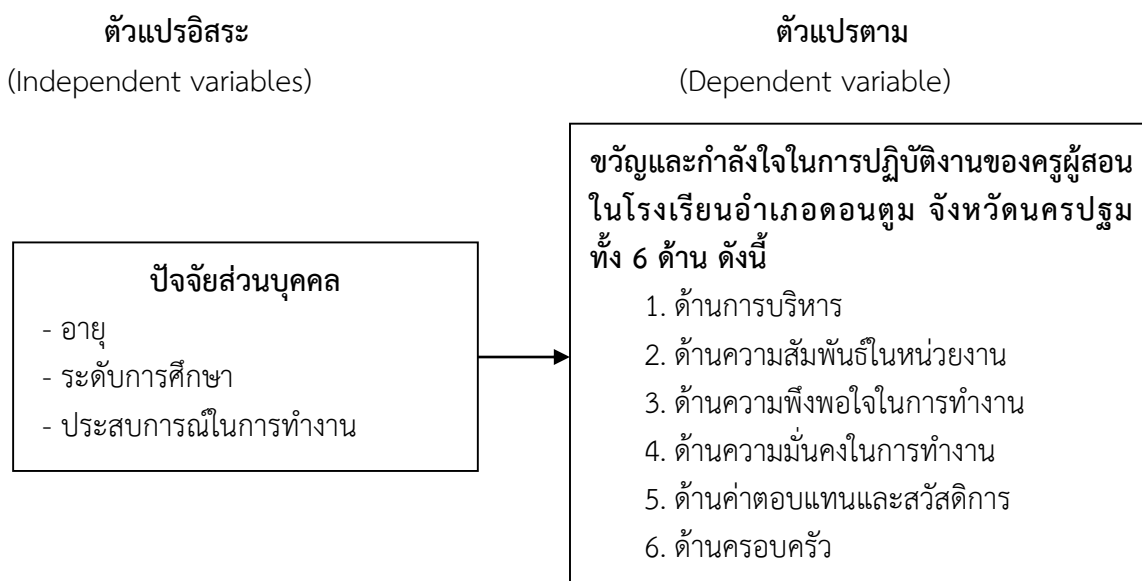 ตัวแปรอิสระ
(Independent variables)
ปัจจัยส่วนบุคคล
- อายุ
- ระดับการศึกษา
- ประสบการณ์ในการทำงาน
ตัวแปรตาม
(Dependent variable)
ขวัญและกำลังใจในการปฏิบัติงานของครูผู้สอน
ในโรงเรียนอำเภอดอนตูม จังหวัดนครปฐม
ทั้ง 6 ด้าน ดังนี้
1. ด้านการบริหาร
2. ด้านความสัมพันธ์ในหน่วยงาน
3. ด้านความพึงพอใจในการทำงาน
4. ด้านความมั่นคงในการทำงาน
5. ด้านค่าตอบแทนและสวัสดิการ
6. ด้านครอบครัว